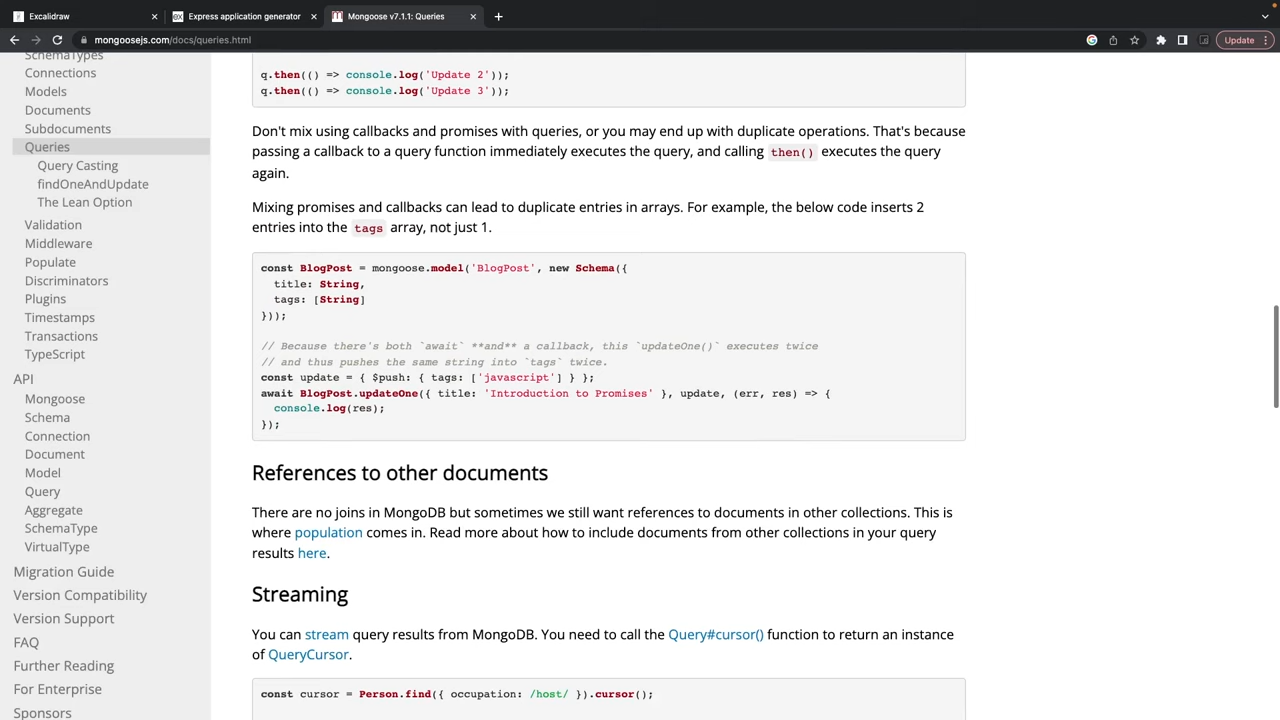 Excalidraw
Express application generator
Mongoose v7.1.1: Queries
mongoosejs.com/docs/queries.html
Update
SchemaTypes
Connections
Models
Documents
Subdocuments
Queries
Query Casting
findOneAndUpdate
The Lean Option
Validation
Middleware
Populate
Discriminators
Plugins
Timestamps
Transactions
TypeScript
API
Mongoose
Schema
Connection
Document
Model
Query
Aggregate
SchemaType
VirtualType
Migration Guide
Version Compatibility
Version Support
FAQ
Further Reading
For Enterprise
Sponsors
q.then(() => console.log('Update 2'));
q.then(() => console.log('Update 3'));
Don't mix using callbacks and promises with queries, or you may end up with duplicate operations. That's because
passing a callback to a query function immediately executes the query, and calling then() executes the query
again.
Mixing promises and callbacks can lead to duplicate entries in arrays. For example, the below code inserts 2
entries into the tags array, not just 1.
const BlogPost = mongoose.model('BlogPost', new Schema({
title: String,
tags: [String]
}));
// Because there's both `await` **and** a callback, this `updateOne()` executes twice
// and thus pushes the same string into `tags` twice.
const update = { $push: { tags: ['javascript'] } };
await BlogPost.updateOne({ title: 'Introduction to Promises' }, update, (err, res) => {
console.log(res);
});
References to other documents
There are no joins in MongoDB but sometimes we still want references to documents in other collections. This is
where population comes in. Read more about how to include documents from other collections in your query
results here.
Streaming
You can stream query results from MongoDB. You need to call the Query#cursor() function to return an instance
of QueryCursor.
const cursor = Person.find({ occupation: /host/ }).cursor();